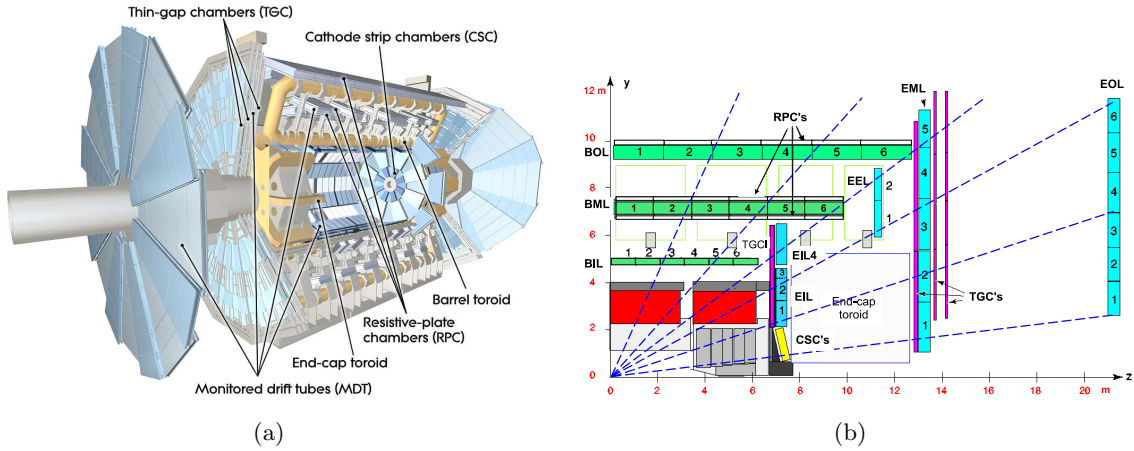 Thin-gap chambers (TGC)
Cathode strip chambers (CSC)
Barrel toroid
Resistive-plate
chambers (RPC)
End-cap toroid
Monitored drift tubes (MDT)
(a)
y
12 m
10
8
6
4
2
0
0 2 4 6 8 10 12 14 16 18 20 m
z
BOL
1 2 3 4 5 6
BML
1 2 3 4 5 6
BIL
1 2 3 4 5 6
RPC's
EEL
2
1
TGCI
EIL4
EIL
3
2
1
CSC's
End-cap
toroid
EML
5
4
3
2
1
TGC's
EOL
6
5
4
3
2
1
(b)